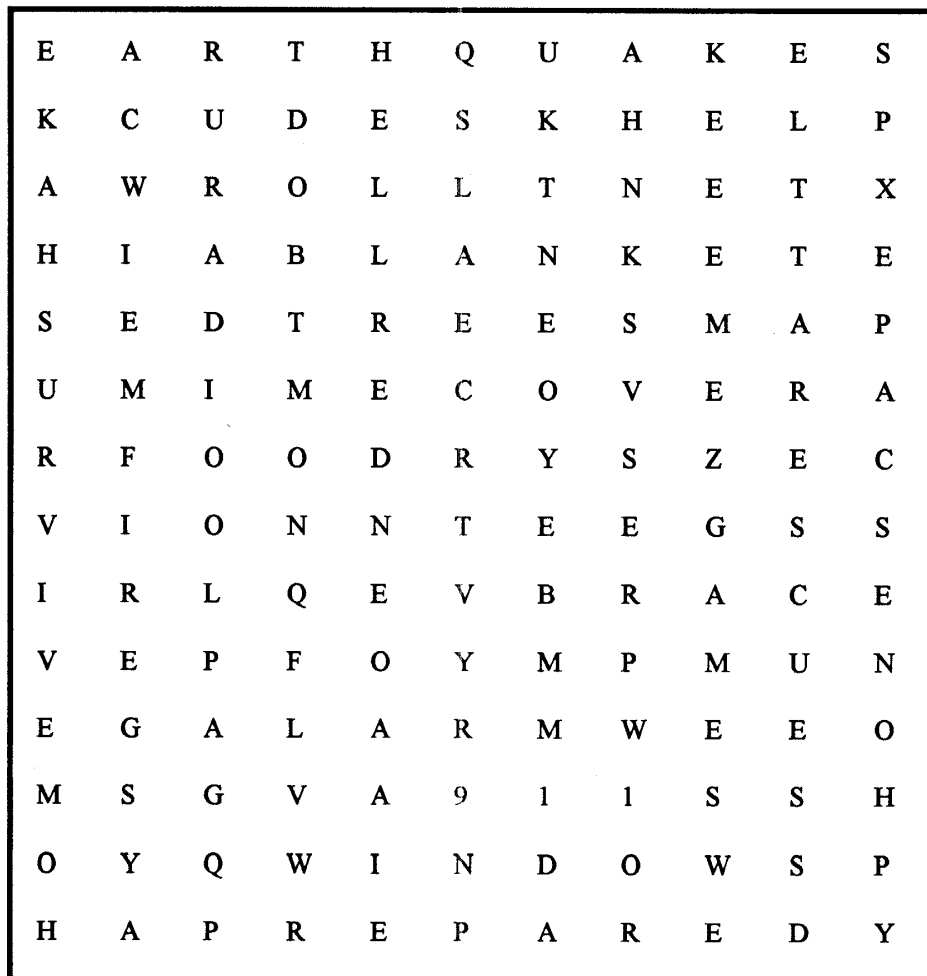 E A R T H Q U A K E S
K C U D E S K H E L P
A W R O L L T N E T X
H I A B L A N K E T E
S E D T R E E S M A P
U M I M E C O V E R A
R F O O D R Y S Z E C
V I O N N T E E G S S
I R L Q E V B R A C E
V E P F O Y M P M U N
E G A L A R M W E E O
M S G V A 9 1 1 S S H
O Y Q W I N D O W S P
H A P R E P A R E D Y